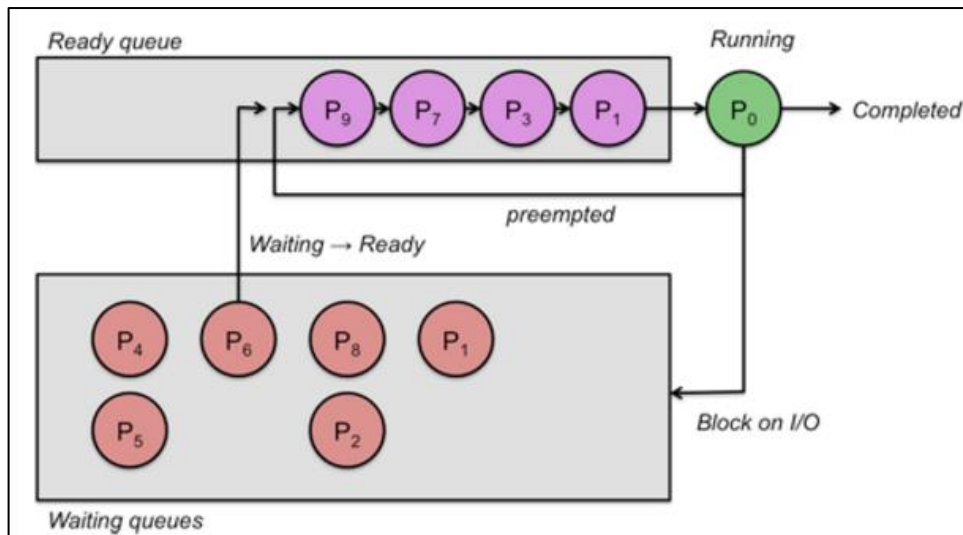 Ready queue
Running
P₉ P₇ P₃ P₁ P₀ Completed
preempted
Waiting → Ready
P₄ P₆ P₈ P₁
P₅ P₂
Block on I/O
Waiting queues